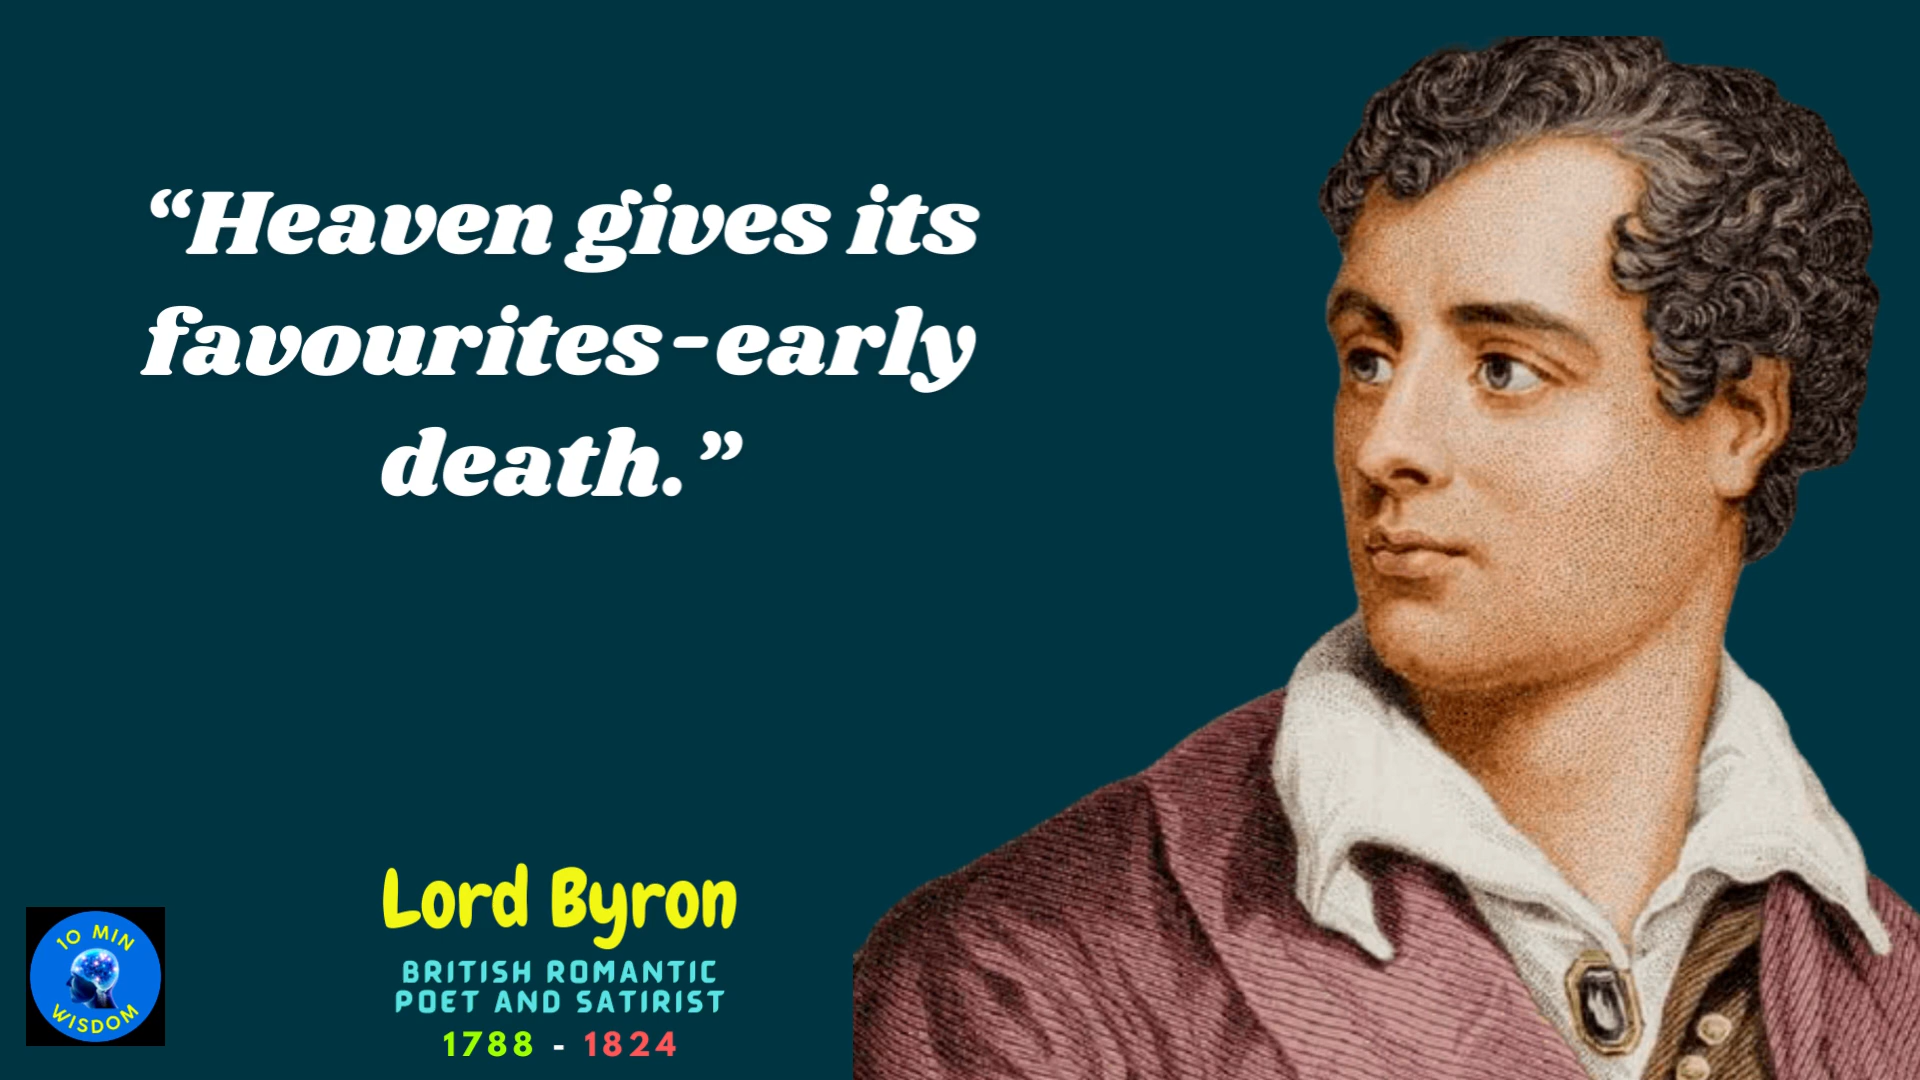 “Heaven gives its
favourites-early
death.”
Lord Byron
BRITISH ROMANTIC
POET AND SATIRIST
1788 - 1824
10 MIN
WISDOM